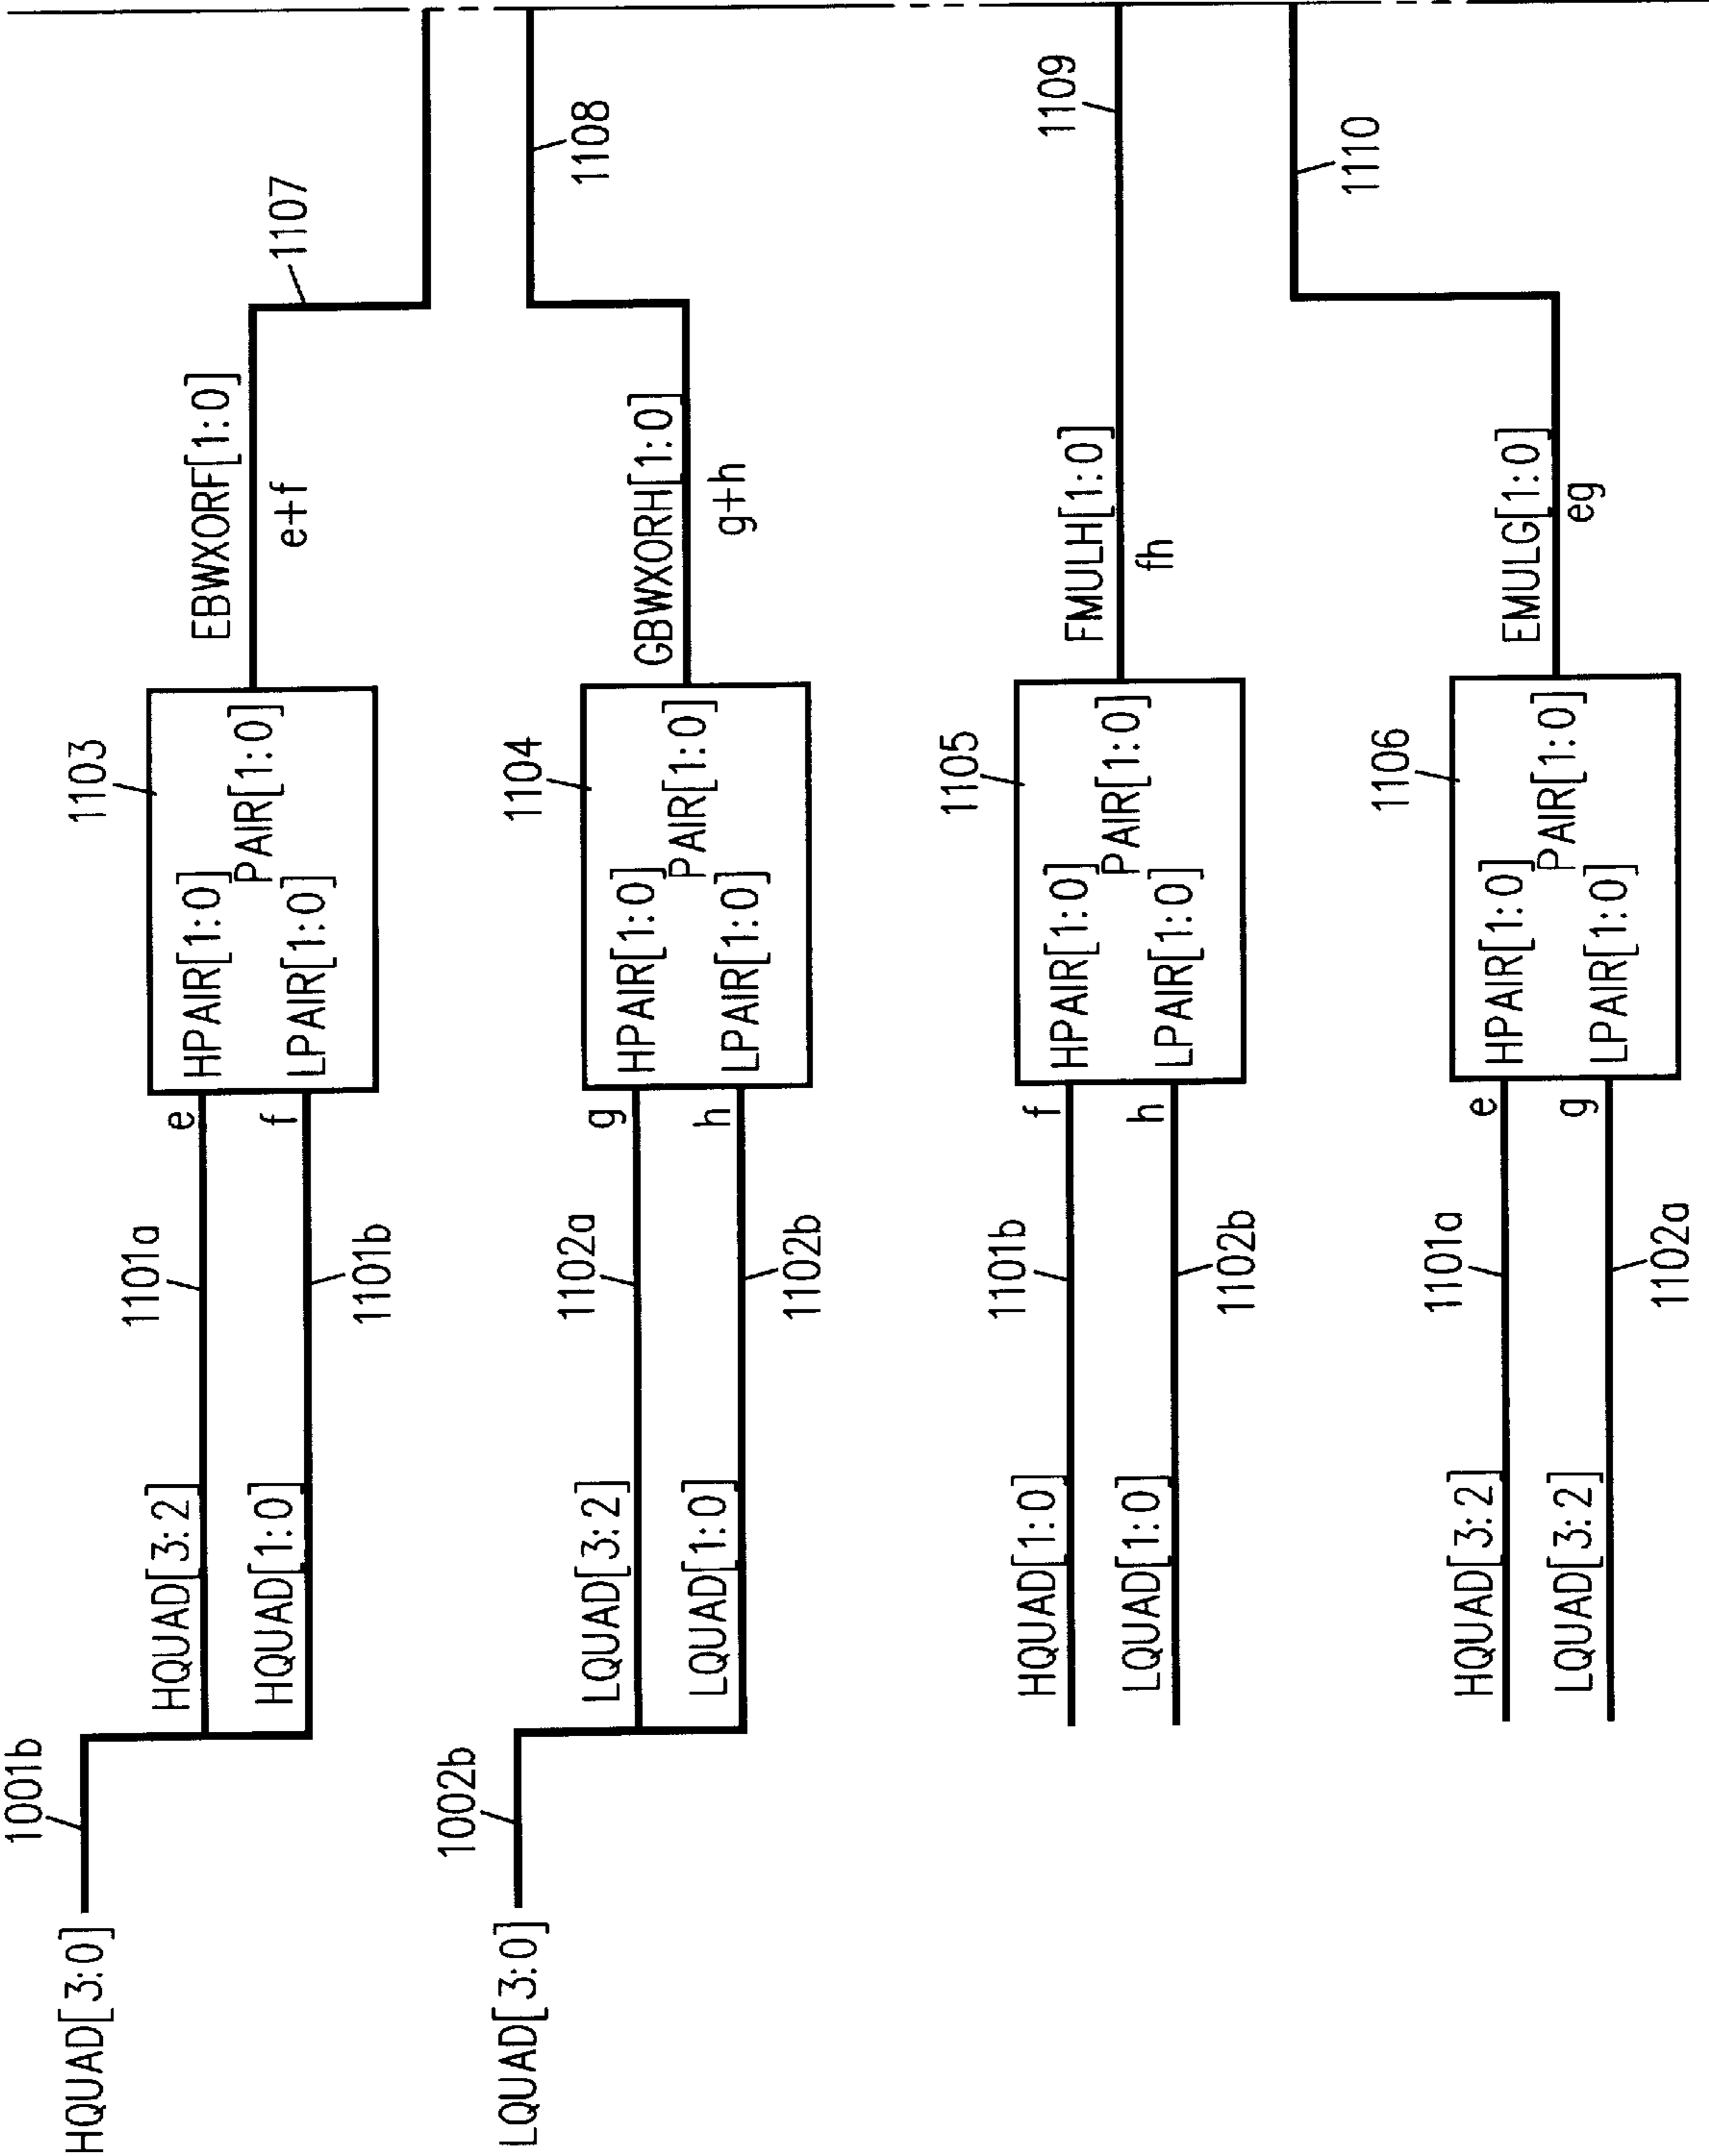 HQUAD[3:0]
1001b
HQUAD[3:2]
HQUAD[1:0]
1101a
1101b
e
f
1103
HPAIR[1:0]
PAIR[1:0]
LPAIR[1:0]
EBWXORF[1:0]
e+f
1107
LQUAD[3:0]
1002b
LQUAD[3:2]
LQUAD[1:0]
1102a
1102b
g
h
1104
HPAIR[1:0]
PAIR[1:0]
LPAIR[1:0]
GBWXORH[1:0]
g+h
1108
HQUAD[1:0]
LQUAD[1:0]
1101b
1102b
f
h
1105
HPAIR[1:0]
PAIR[1:0]
LPAIR[1:0]
FMULH[1:0]
fh
1109
HQUAD[3:2]
LQUAD[3:2]
1101a
1102a
e
g
1106
HPAIR[1:0]
PAIR[1:0]
LPAIR[1:0]
EMULG[1:0]
eg
1110